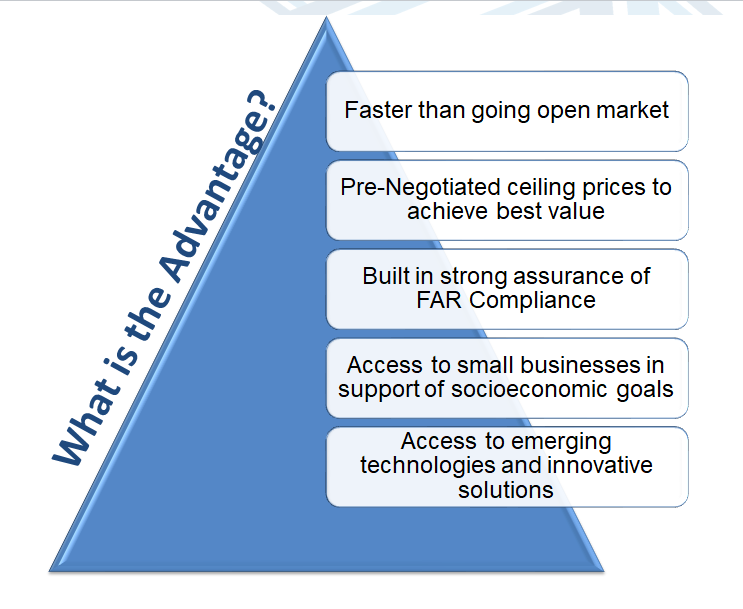 What is the Advantage?
Faster than going open market
Pre-Negotiated ceiling prices to
achieve best value
Built in strong assurance of
FAR Compliance
Access to small businesses in
support of socioeconomic goals
Access to emerging
technologies and innovative
solutions